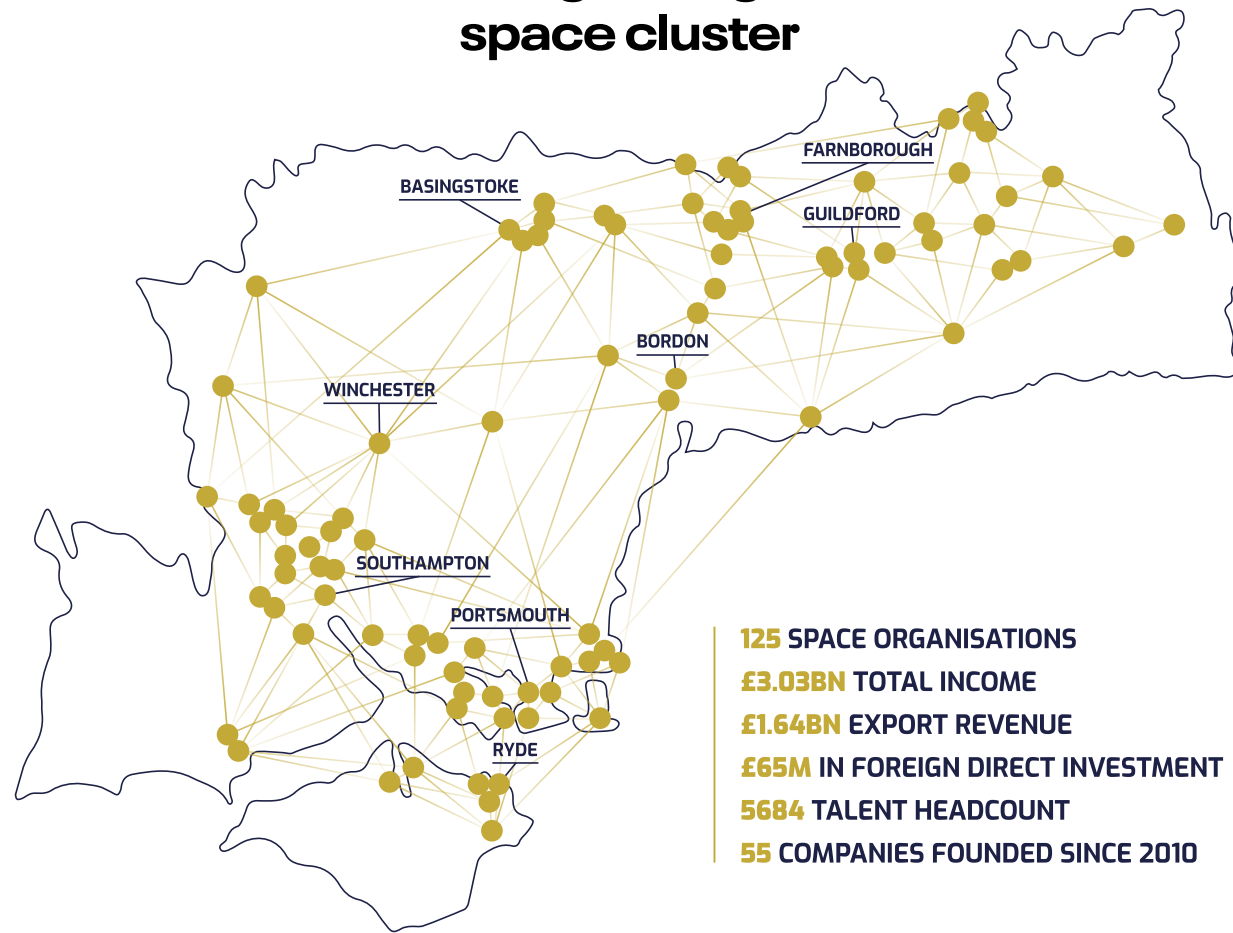 space cluster
FARNBOROUGH
BASINGSTOKE
GUILDFORD
BORDON
WINCHESTER
SOUTHAMPTON
PORTSMOUTH
RYDE
125 SPACE ORGANISATIONS
£3.03BN TOTAL INCOME
£1.64BN EXPORT REVENUE
£65M IN FOREIGN DIRECT INVESTMENT
5684 TALENT HEADCOUNT
55 COMPANIES FOUNDED SINCE 2010